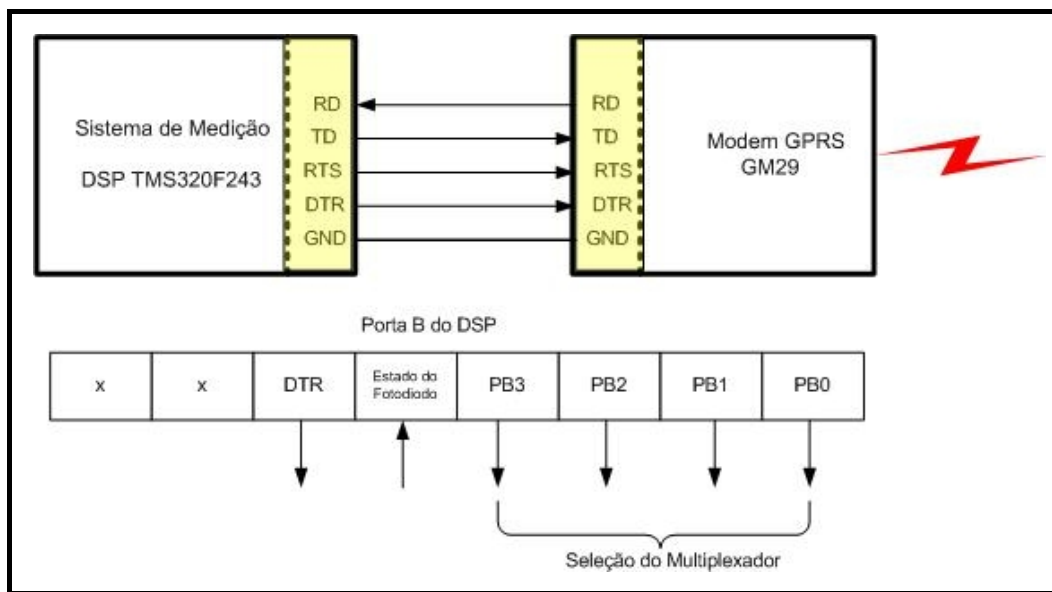 Sistema de Medição
DSP TMS320F243
RD
TD
RTS
DTR
GND
RD
TD
RTS
DTR
GND
Modem GPRS
GM29
Porta B do DSP
x
x
DTR
Estado do
Fotodiodo
PB3
PB2
PB1
PB0
Seleção do Multiplexador